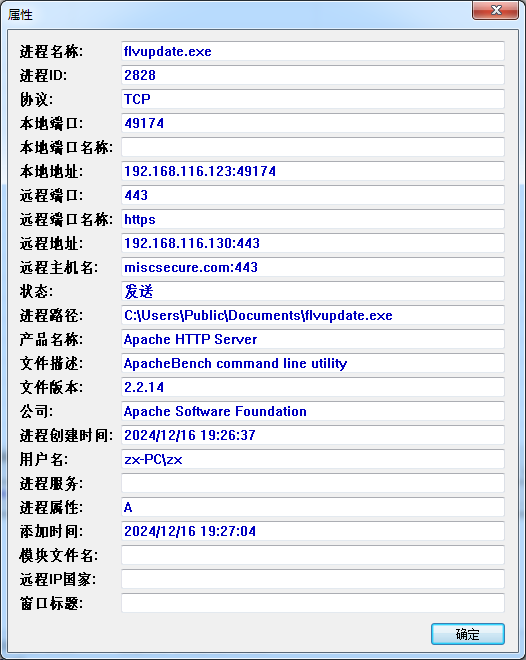 属性
进程名称: flvupdate.exe
进程ID: 2828
协议: TCP
本地端口: 49174
本地端口名称:
本地地址: 192.168.116.123:49174
远程端口: 443
远程端口名称: https
远程地址: 192.168.116.130:443
远程主机名: miscsecure.com:443
状态: 发送
进程路径: C:\Users\Public\Documents\flvupdate.exe
产品名称: Apache HTTP Server
文件描述: ApacheBench command line utility
文件版本: 2.2.14
公司: Apache Software Foundation
进程创建时间: 2024/12/16 19:26:37
用户名: zx-PC\zx
进程服务:
进程属性: A
添加时间: 2024/12/16 19:27:04
模块文件名:
远程IP国家:
窗口标题:
确定